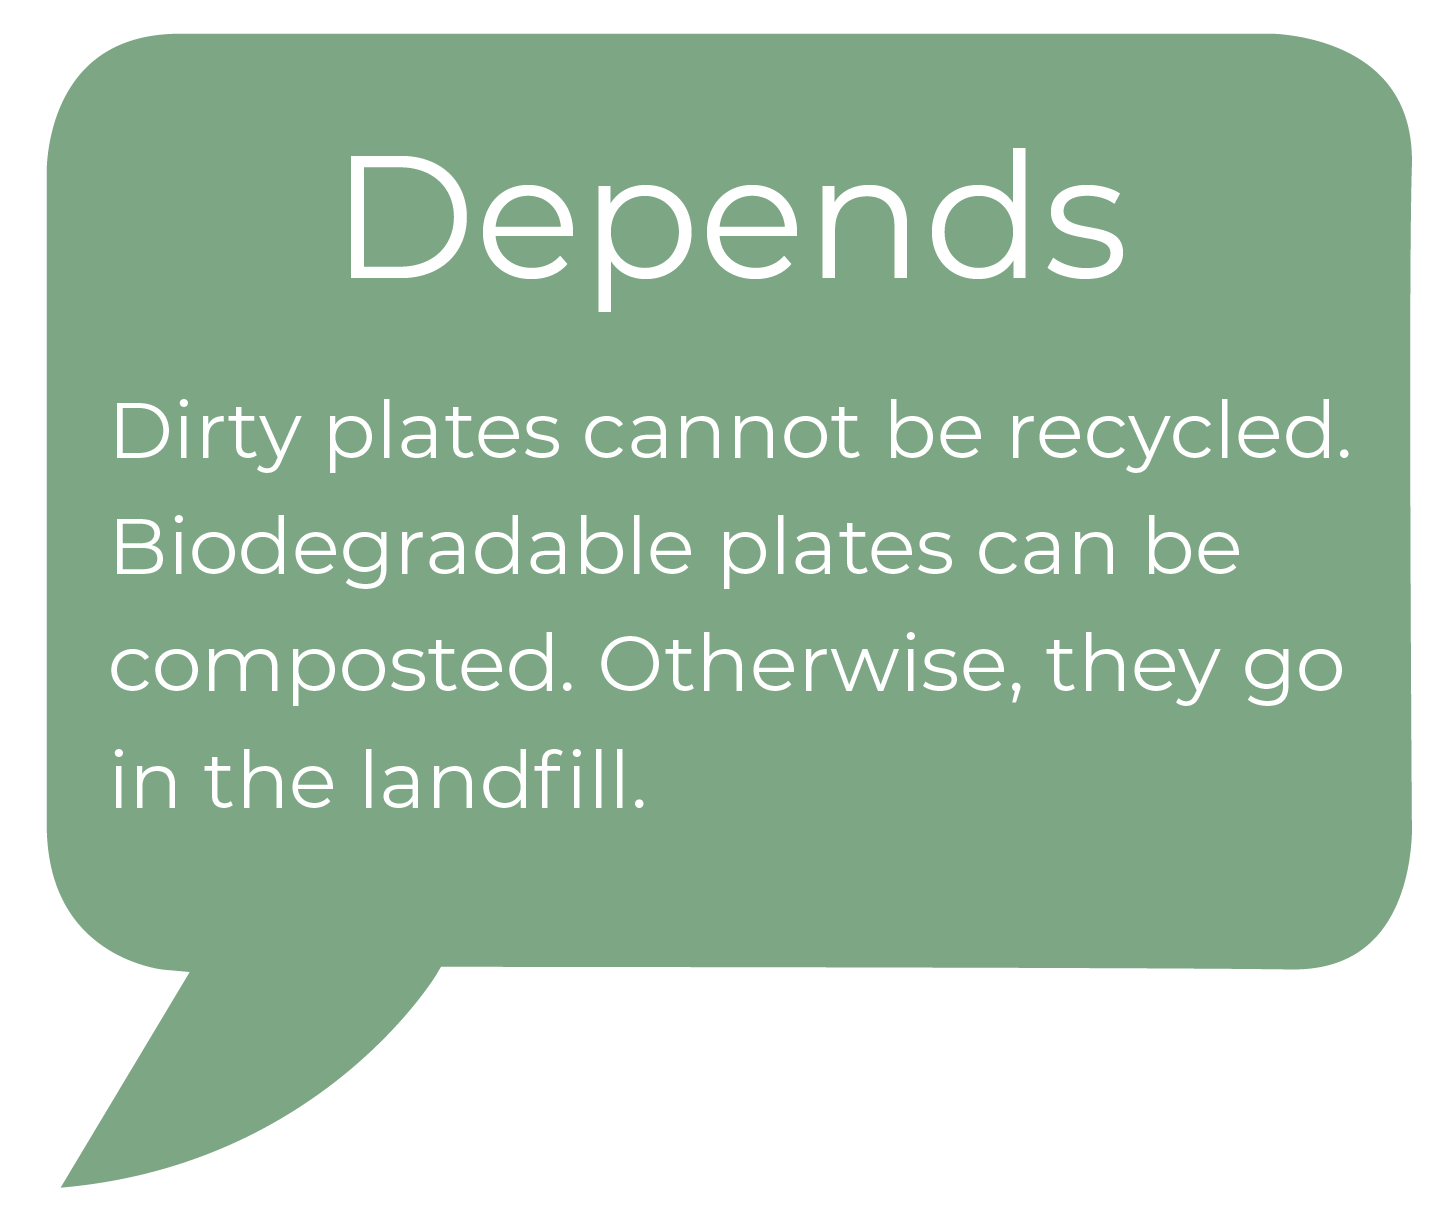 Depends
Dirty plates cannot be recycled.
Biodegradable plates can be
composted. Otherwise, they go
in the landfill.